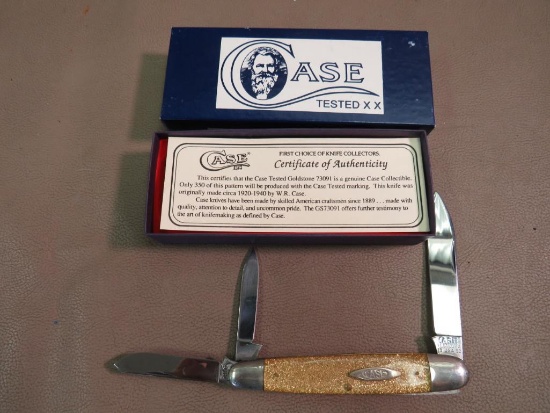 CASE
TESTED X X
FIRST CHOICE OF KNIFE COLLECTORS.
CASE
Certificate of Authenticity
This certifies that the Case Tested Goldstone 73091 is a genuine Case Collectible.
Only 350 of this pattern will be produced with the Case Tested marking. This knife was
originally made circa 1920-1940 by W.R. Case.
Case knives have been made by skilled American craftsmen since 1889 . . . made with
quality, attention to detail, and uncommon pride. The GS73091 offers further testimony to
the art of knifemaking as defined by Case.
CASE
CASE